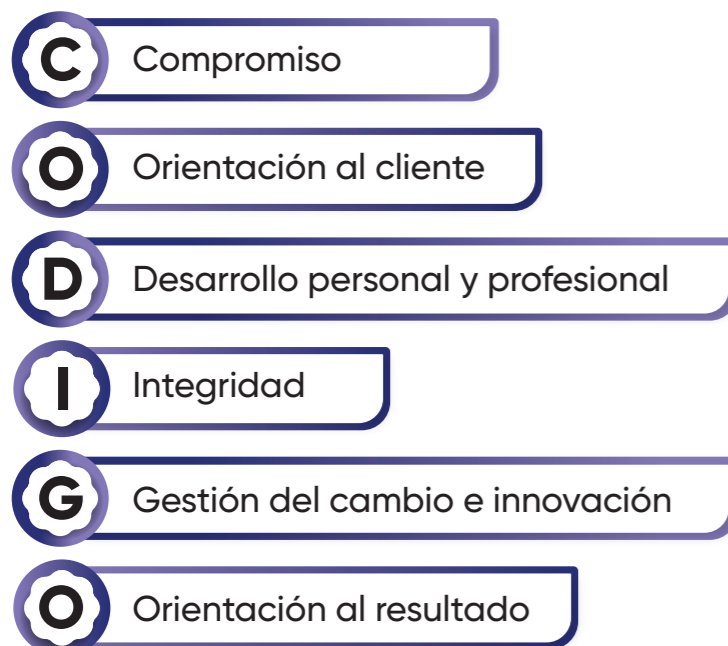 C Compromiso
O Orientación al cliente
D Desarrollo personal y profesional
I Integridad
G Gestión del cambio e innovación
O Orientación al resultado